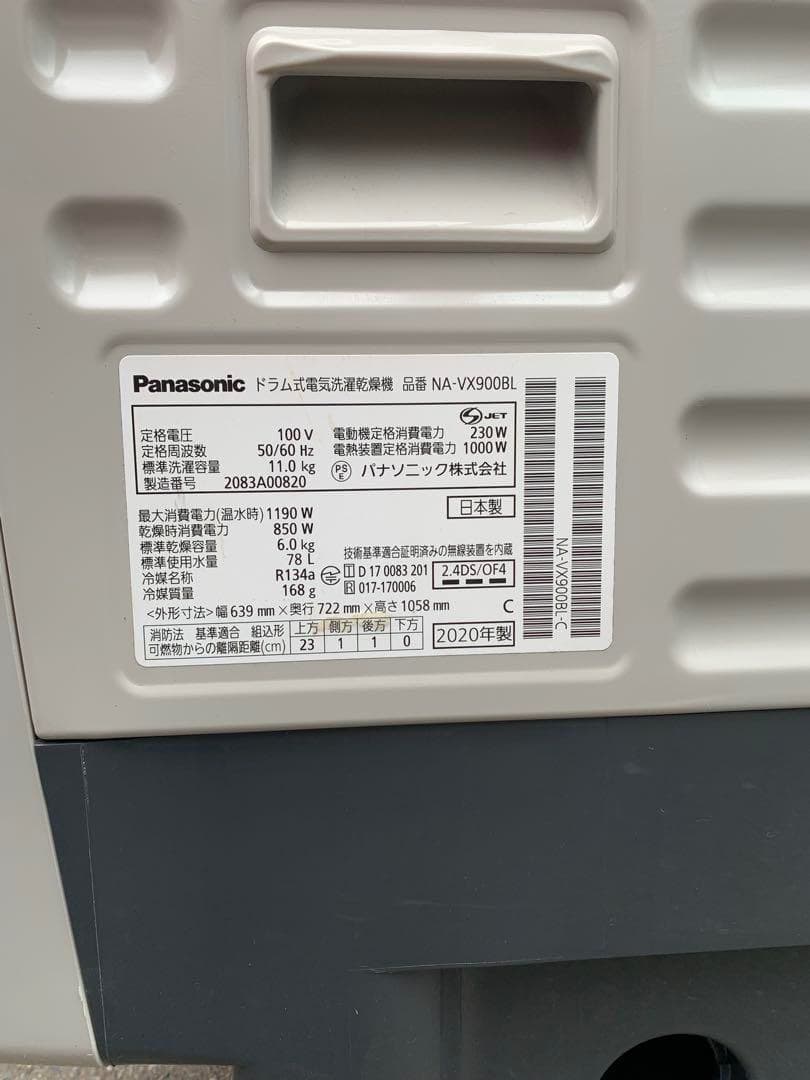 Panasonic ドラム式電気洗濯乾燥機 品番 NA-VX900BL
S JET
定格電圧 100 V 電動機定格消費電力 230 W
定格周波数 50/60 Hz 電熱装置定格消費電力 1000 W
標準洗濯容量 11.0 kg PS E パナソニック株式会社
製造番号 2083A00820
最大消費電力(温水時) 1190 W 日本製
乾燥時消費電力 850 W
標準乾燥容量 6.0 kg 技術基準適合証明済みの無線装置を内蔵
標準使用水量 78 L T D 17 0083 201 2.4DS/OF4
冷媒名称 R134a R 017-170006
冷媒質量 168 g
<外形寸法> 幅 639 mm × 奥行 722 mm × 高さ 1058 mm C
消防法 基準適合 組込形 上方 側方 後方 下方
可燃物からの離隔距離(cm) 23 1 1 0
2020年製
NA-VX900BL-C